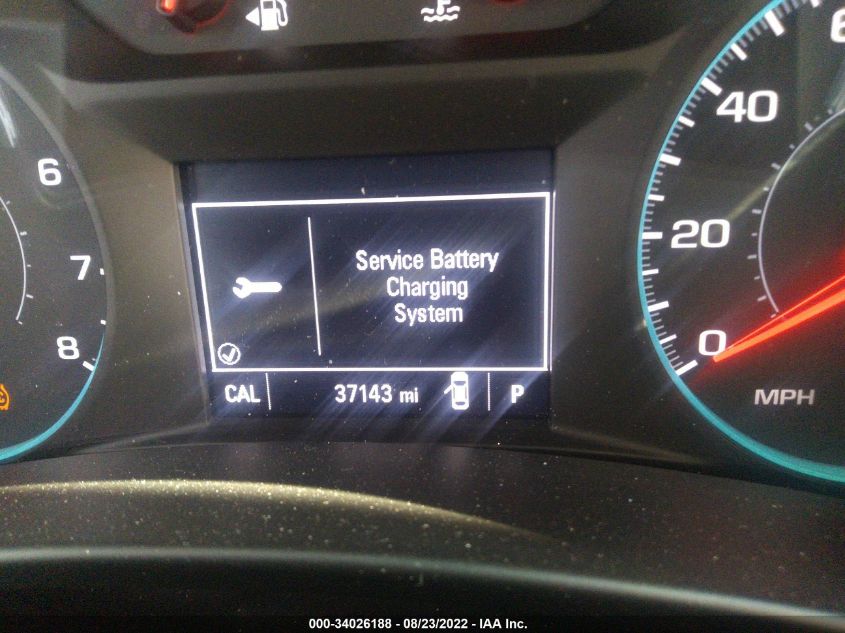 40
6
20
7
8
0
MPH
Service Battery
Charging
System
CAL 37143 mi P
000-34026188 - 08/23/2022 - IAA Inc.